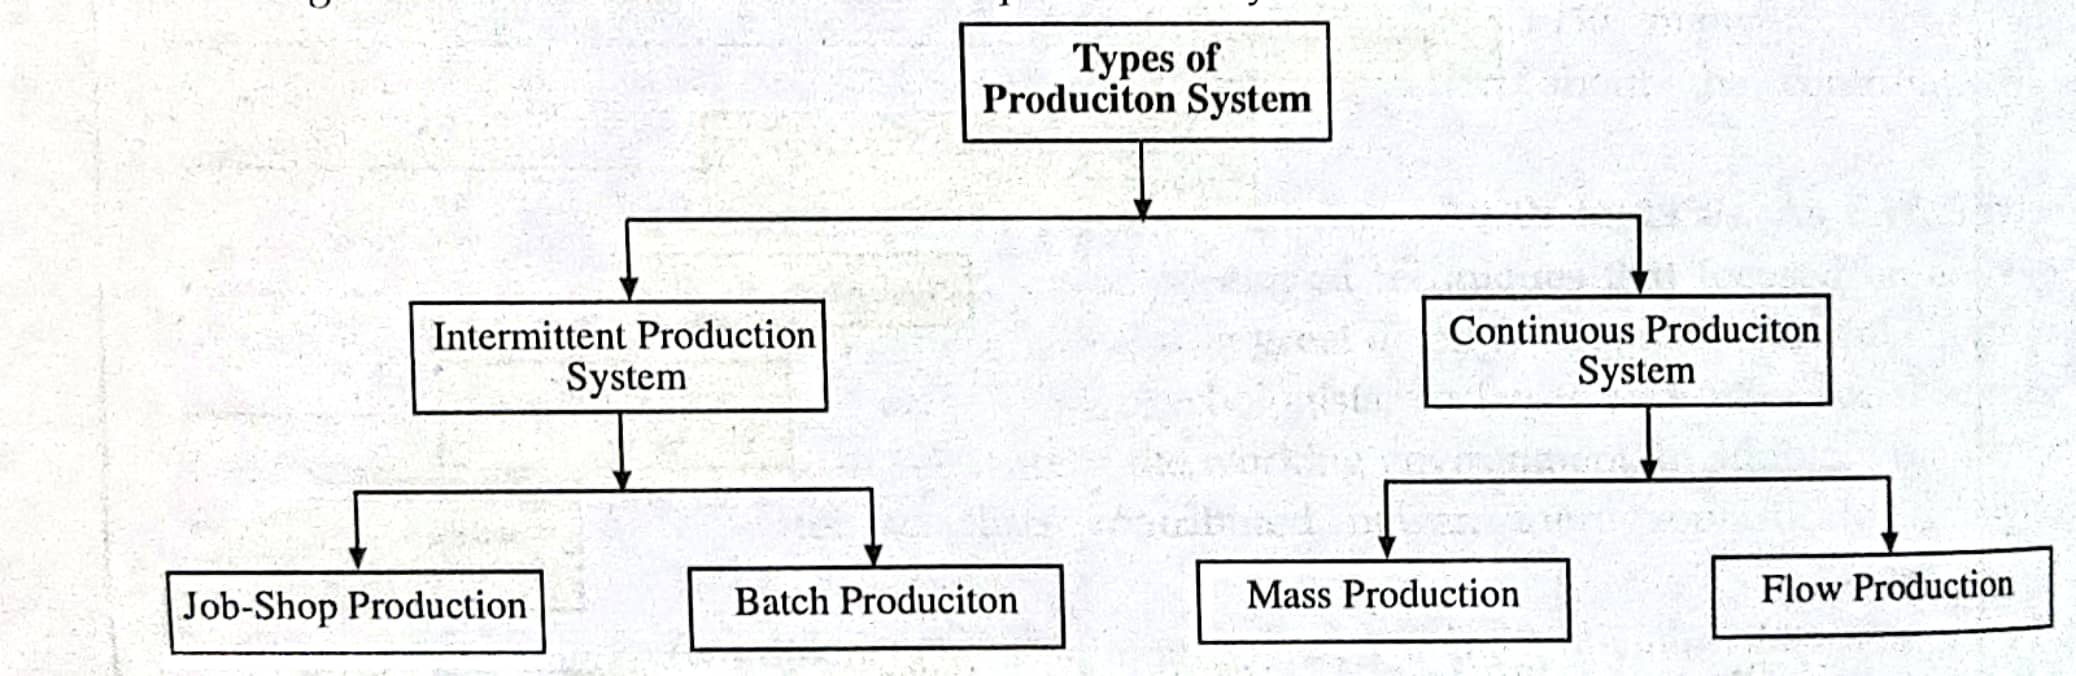 Types of
Produciton System
Intermittent Production
System
Continuous Produciton
System
Job-Shop Production
Batch Produciton
Mass Production
Flow Production